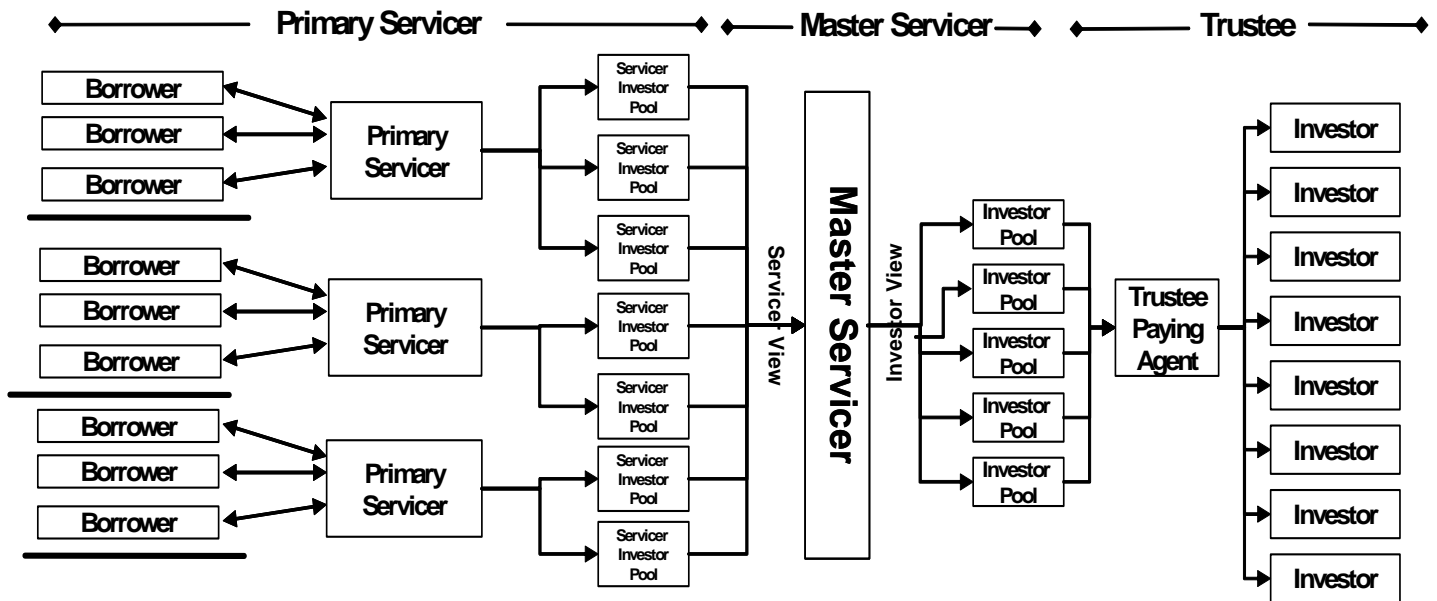 Primary Servicer
Master Servicer
Trustee
Borrower
Borrower
Borrower
Borrower
Borrower
Borrower
Borrower
Borrower
Borrower
Primary
Servicer
Primary
Servicer
Primary
Servicer
Servicer
Investor
Pool
Servicer
Investor
Pool
Servicer
Investor
Pool
Servicer
Investor
Pool
Servicer
Investor
Pool
Servicer
Investor
Pool
Servicer
Investor
Pool
Servicer View
Master Servicer
Investor View
Investor
Pool
Investor
Pool
Investor
Pool
Investor
Pool
Investor
Pool
Trustee
Paying
Agent
Investor
Investor
Investor
Investor
Investor
Investor
Investor
Investor